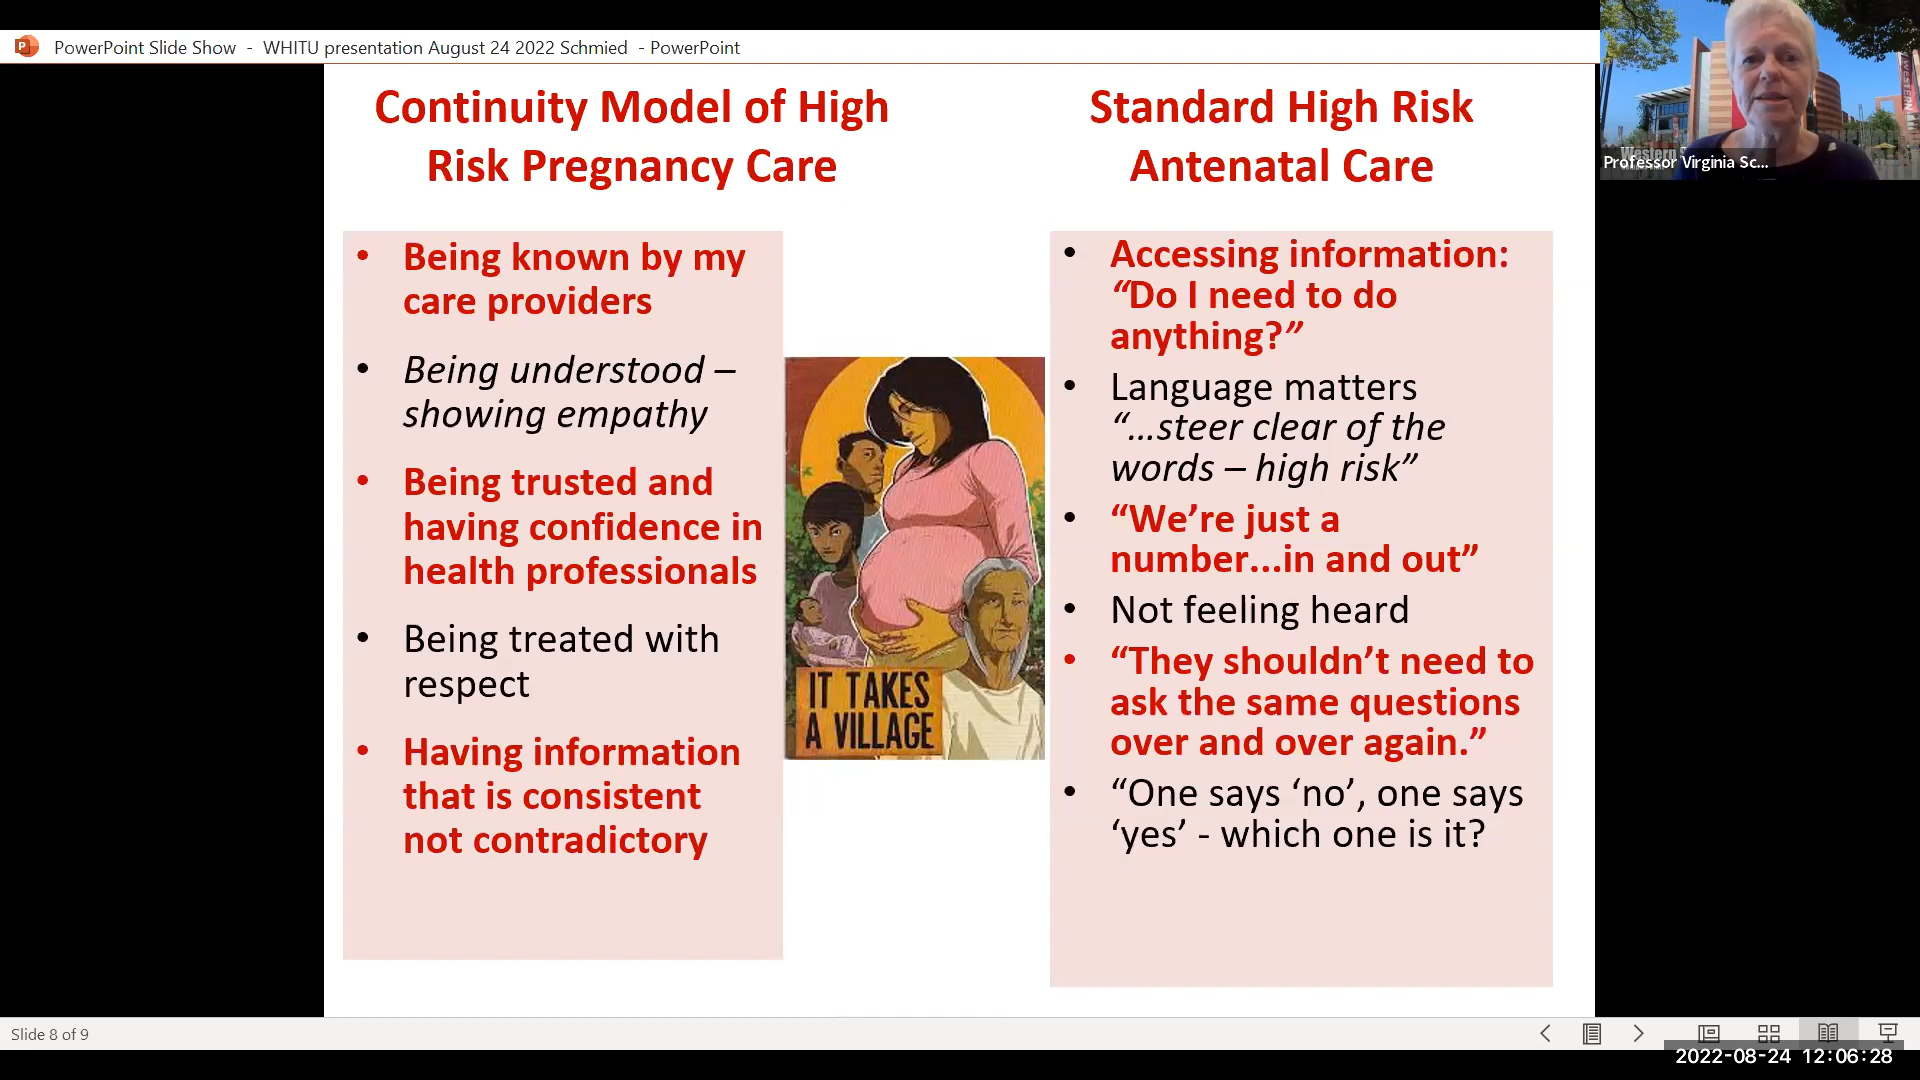 PowerPoint Slide Show - WHITU presentation August 24 2022 Schmied - PowerPoint
Continuity Model of High
Risk Pregnancy Care
• Being known by my
care providers
• Being understood –
showing empathy
• Being trusted and
having confidence in
health professionals
• Being treated with
respect
• Having information
that is consistent
not contradictory
IT TAKES
A VILLAGE
Standard High Risk
Antenatal Care
• Accessing information:
“Do I need to do
anything?”
• Language matters
“…steer clear of the
words – high risk”
• “We’re just a
number...in and out”
• Not feeling heard
• “They shouldn’t need to
ask the same questions
over and over again.”
• “One says ‘no’, one says
‘yes’ - which one is it?
Professor Virginia Sc...
Slide 8 of 9
2022-08-24 12:06:28